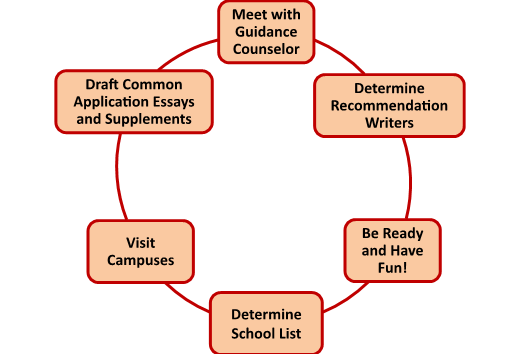 Meet with
Guidance
Counselor
Determine
Recommendation
Writers
Be Ready
and Have
Fun!
Determine
School List
Visit
Campuses
Draft Common
Application Essays
and Supplements